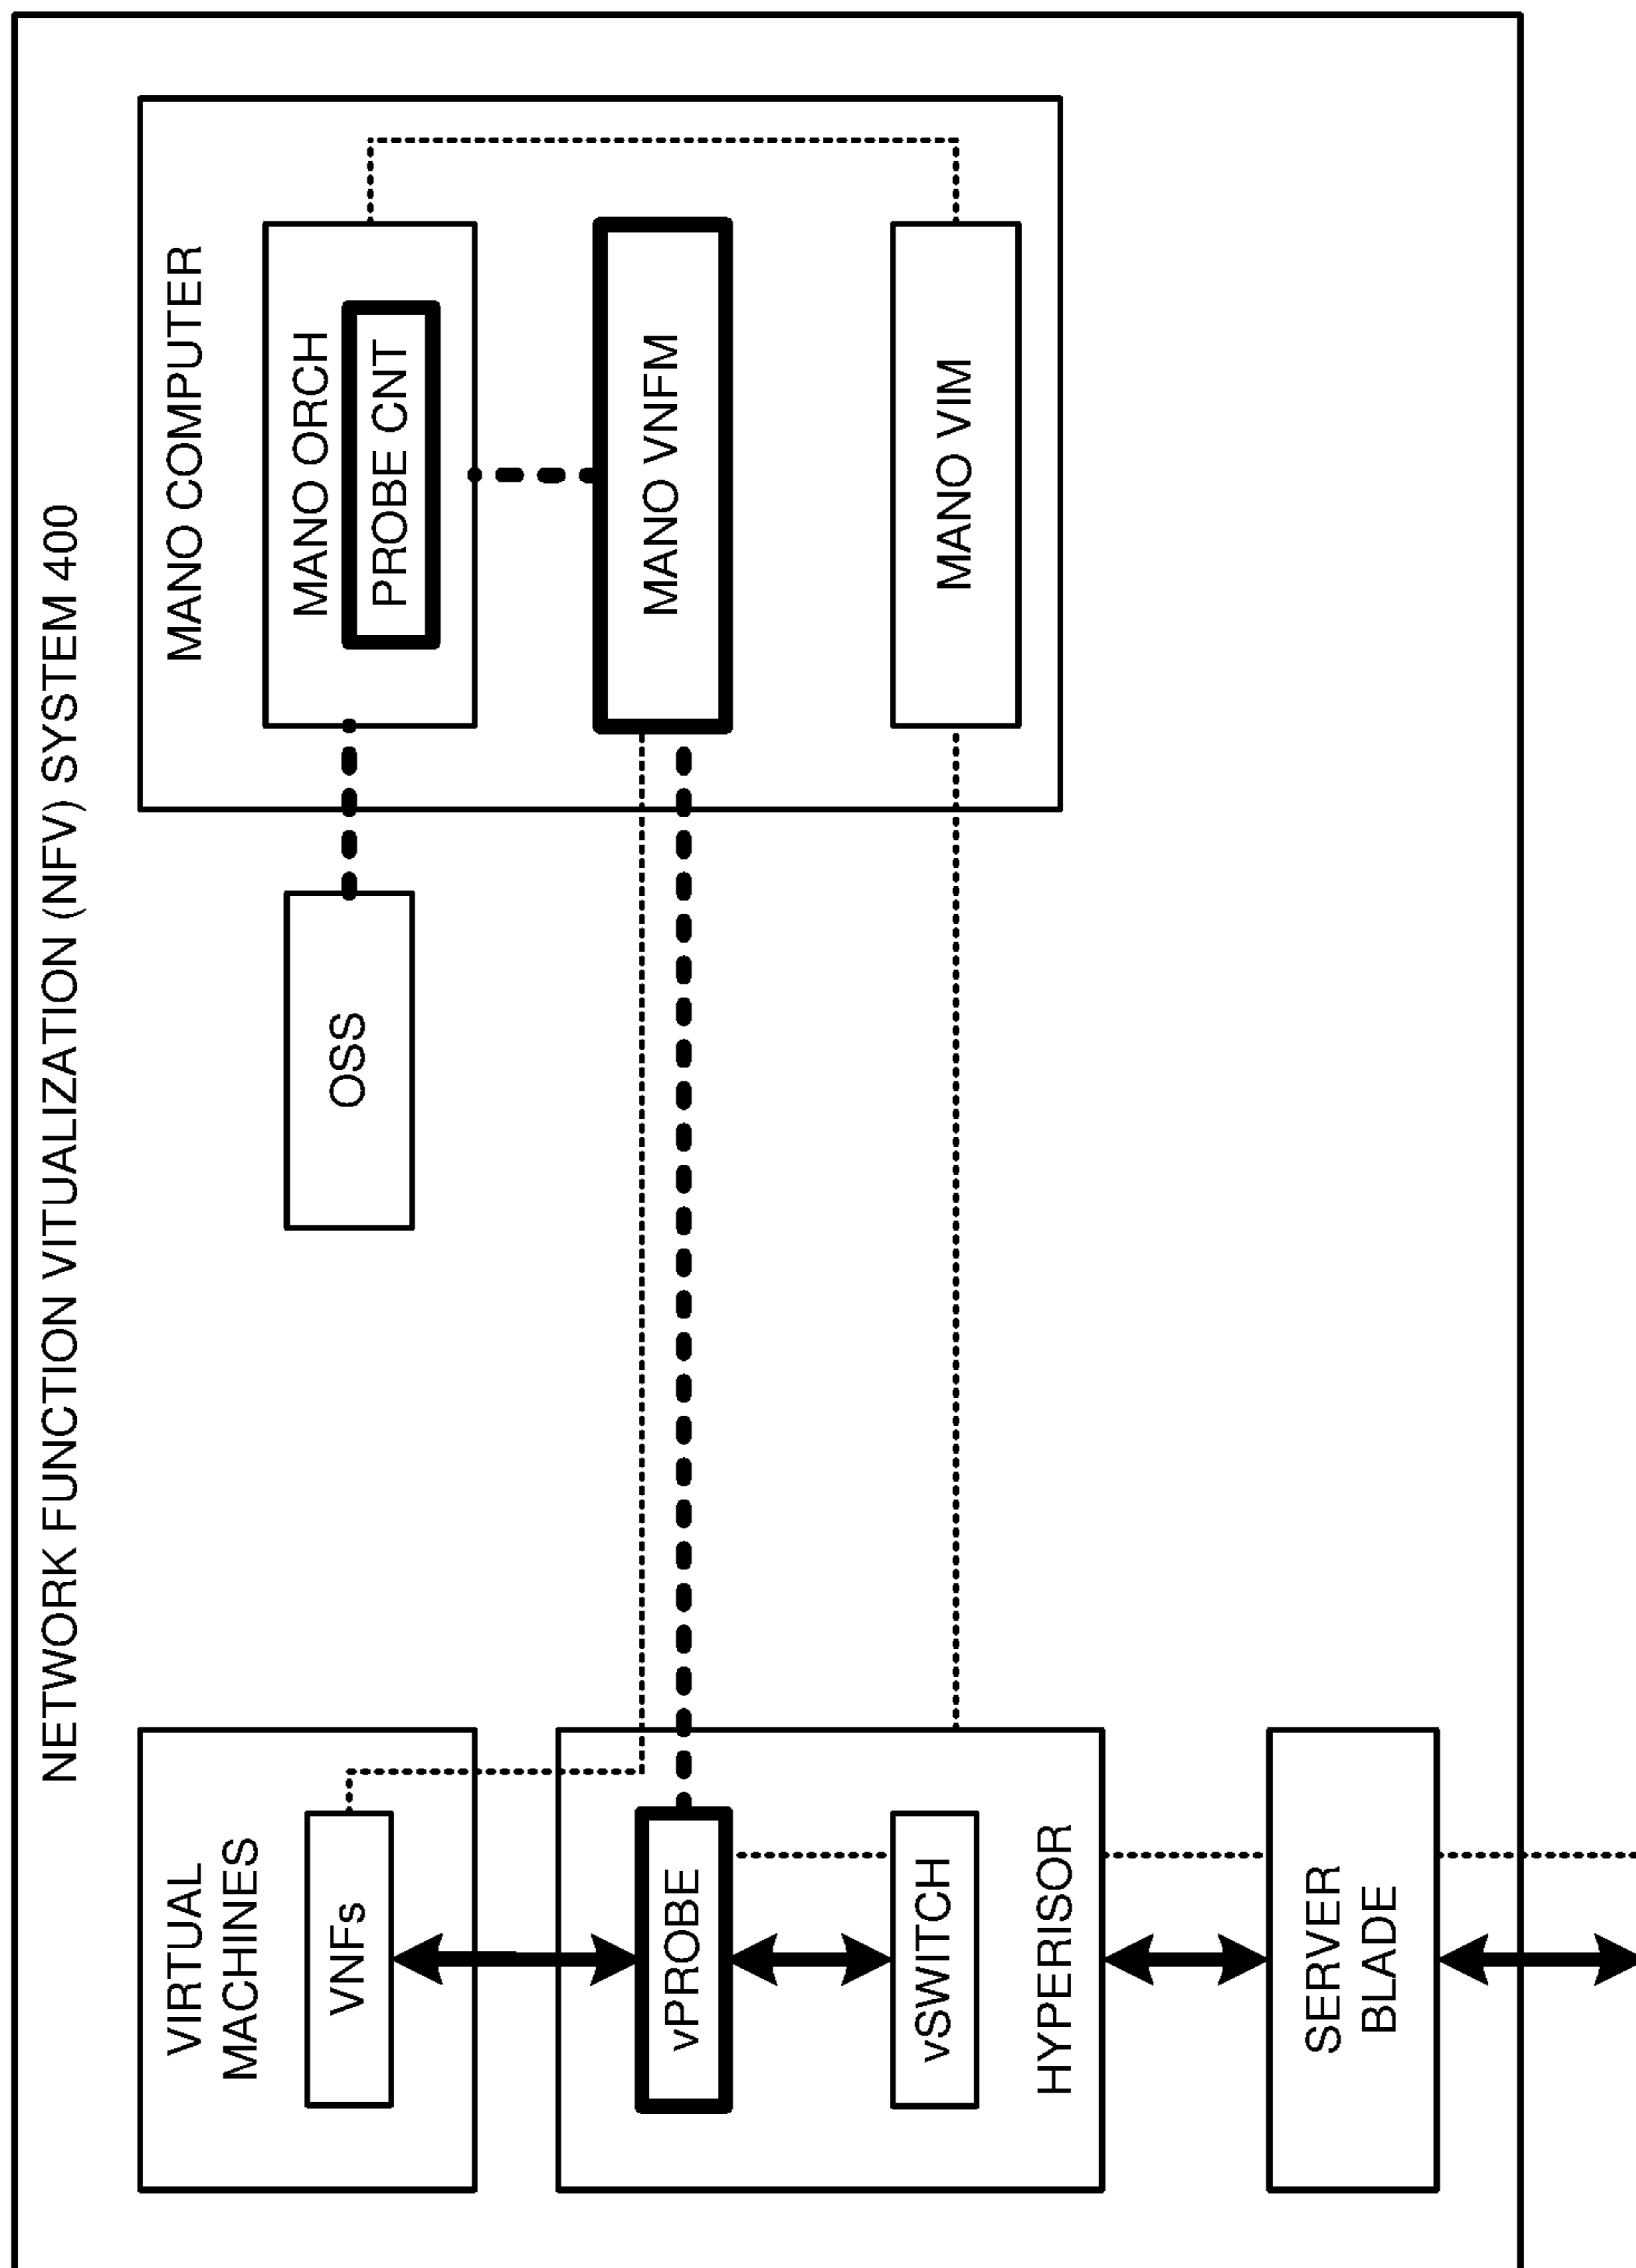 NETWORK FUNCTION VITUALIZATION (NFV) SYSTEM 400
VIRTUAL
MACHINES
VNFs
vPROBE
vSWITCH
HYPERISOR
SERVER
BLADE
OSS
MANO COMPUTER
MANO ORCH
PROBE CNT
MANO VNFM
MANO VIM